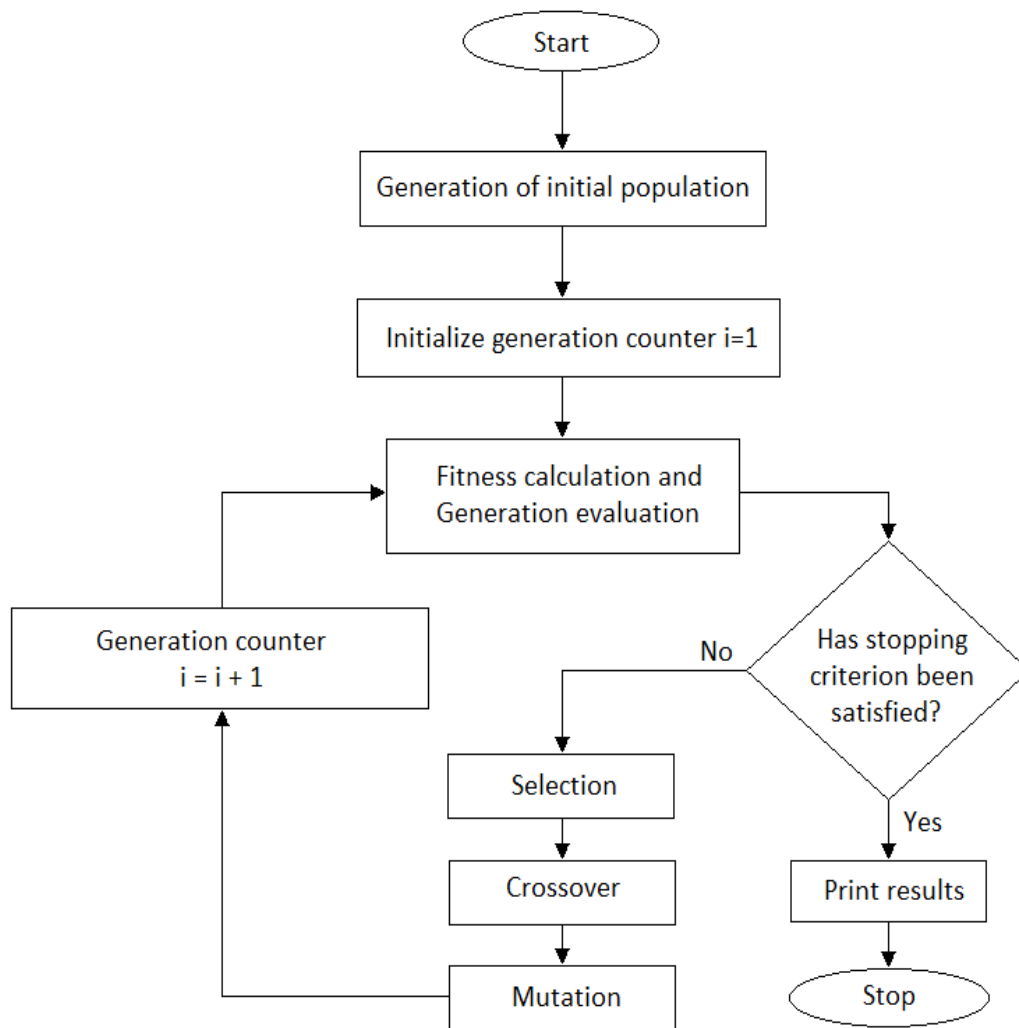 Start
Generation of initial population
Initialize generation counter i=1
Fitness calculation and
Generation evaluation
Generation counter
i = i + 1
No
Has stopping
criterion been
satisfied?
Selection
Yes
Crossover
Print results
Mutation
Stop